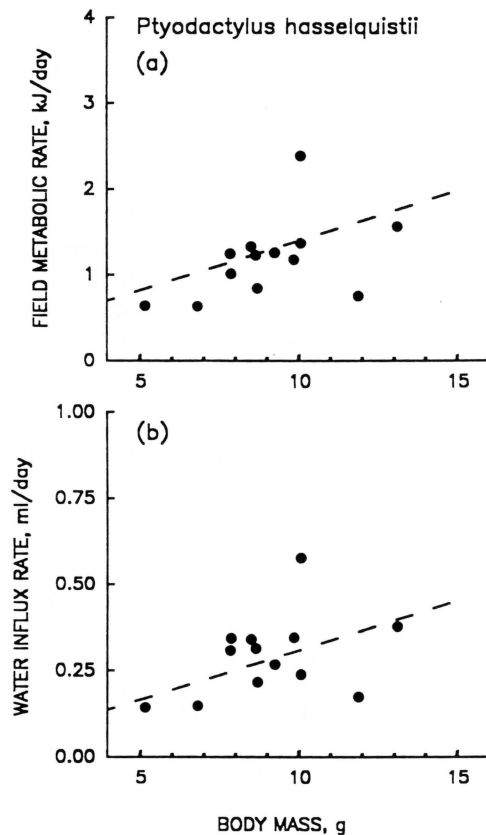 Ptyodactylus hasselquistii
(a)
FIELD METABOLIC RATE, kJ/day
4
3
2
1
0
5
10
15
(b)
WATER INFLUX RATE, ml/day
1.00
0.75
0.50
0.25
0.00
5
10
15
BODY MASS, g